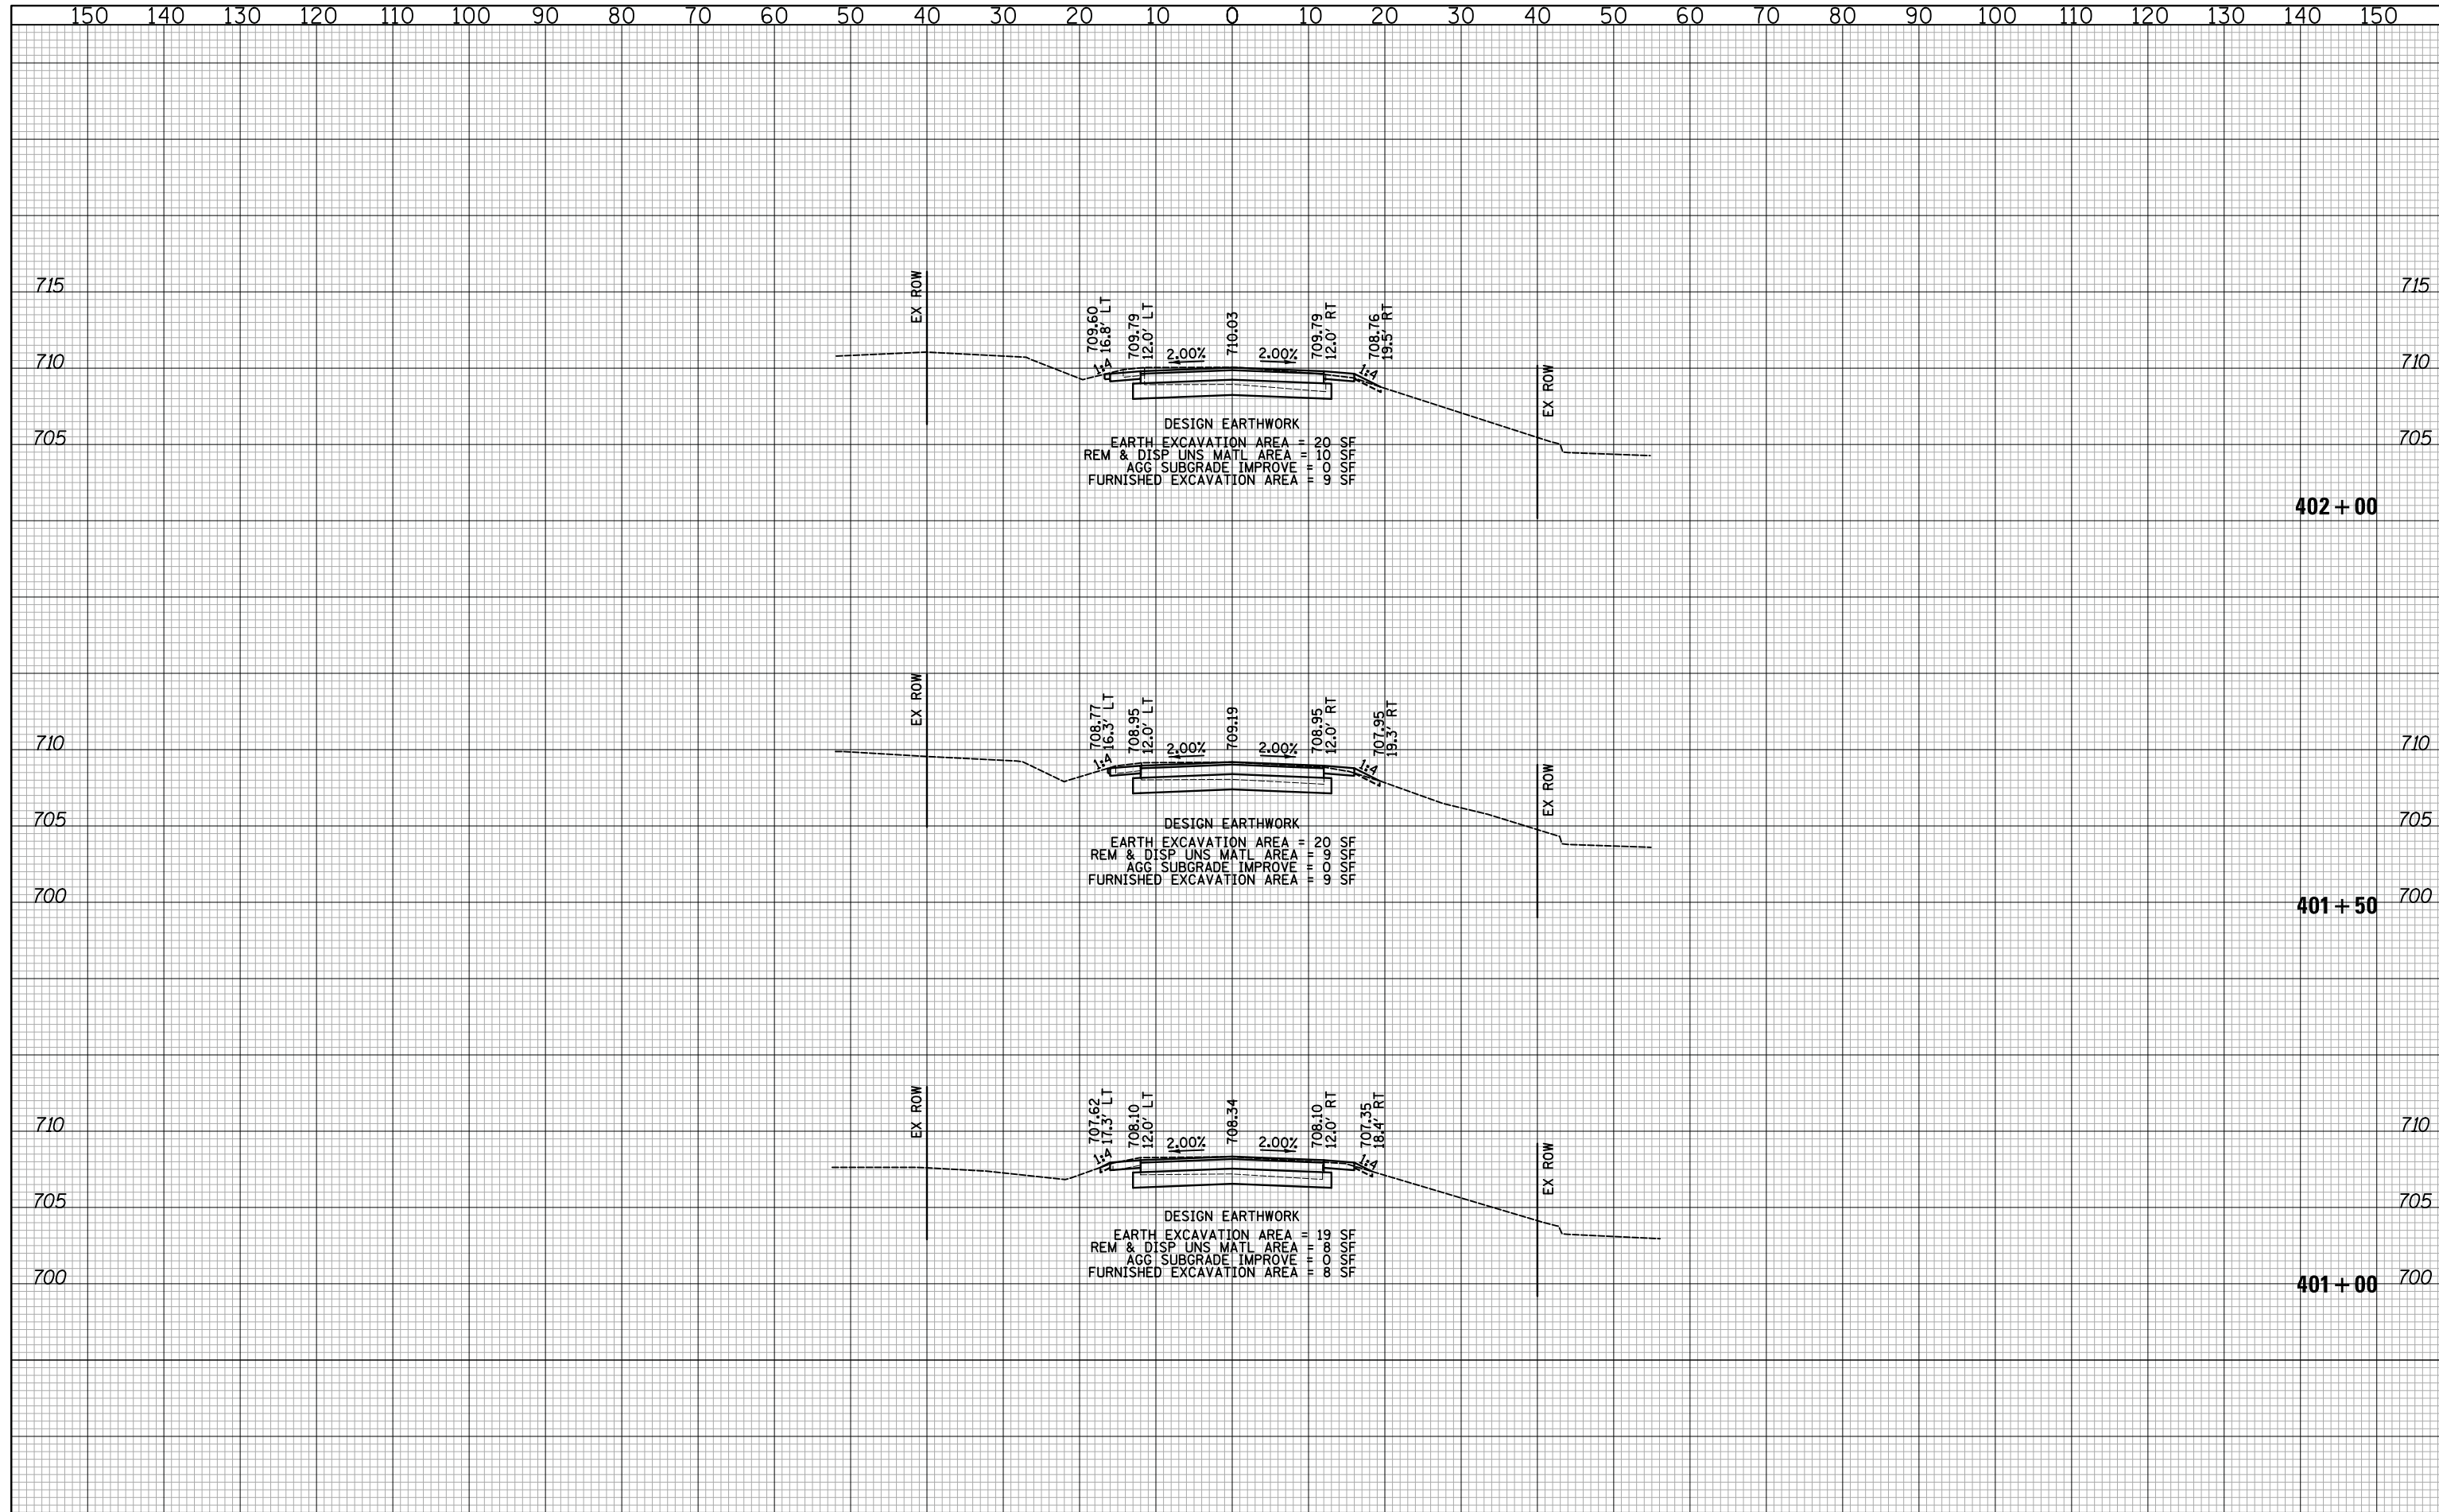 150 140 130 120 110 100 90 80 70 60 50 40 30 20 10 0 10 20 30 40 50 60 70 80 90 100 110 120 130 140 150
715 715
EX ROW
709.60
16.8' LT
709.79
12.0' LT
710.03
709.79
12.0' RT
708.76
19.5' RT
710 710
1:4 2.00% 2.00% 1:4
EX ROW
705 705
DESIGN EARTHWORK
EARTH EXCAVATION AREA = 20 SF
REM & DISP UNS MATL AREA = 10 SF
AGG SUBGRADE IMPROVE = 0 SF
FURNISHED EXCAVATION AREA = 9 SF
402+00
EX ROW
708.77
16.3' LT
708.95
12.0' LT
709.19
708.95
12.0' RT
707.95
19.3' RT
710 710
1:4 2.00% 2.00% 1:4
EX ROW
705 705
DESIGN EARTHWORK
EARTH EXCAVATION AREA = 20 SF
REM & DISP UNS MATL AREA = 9 SF
AGG SUBGRADE IMPROVE = 0 SF
FURNISHED EXCAVATION AREA = 9 SF
700 700
401+50
EX ROW
707.62
17.3' LT
708.10
12.0' LT
708.34
708.10
12.0' RT
707.35
18.4' RT
710 710
1:4 2.00% 2.00% 1:4
EX ROW
705 705
DESIGN EARTHWORK
EARTH EXCAVATION AREA = 19 SF
REM & DISP UNS MATL AREA = 8 SF
AGG SUBGRADE IMPROVE = 0 SF
FURNISHED EXCAVATION AREA = 8 SF
700 700
401+00